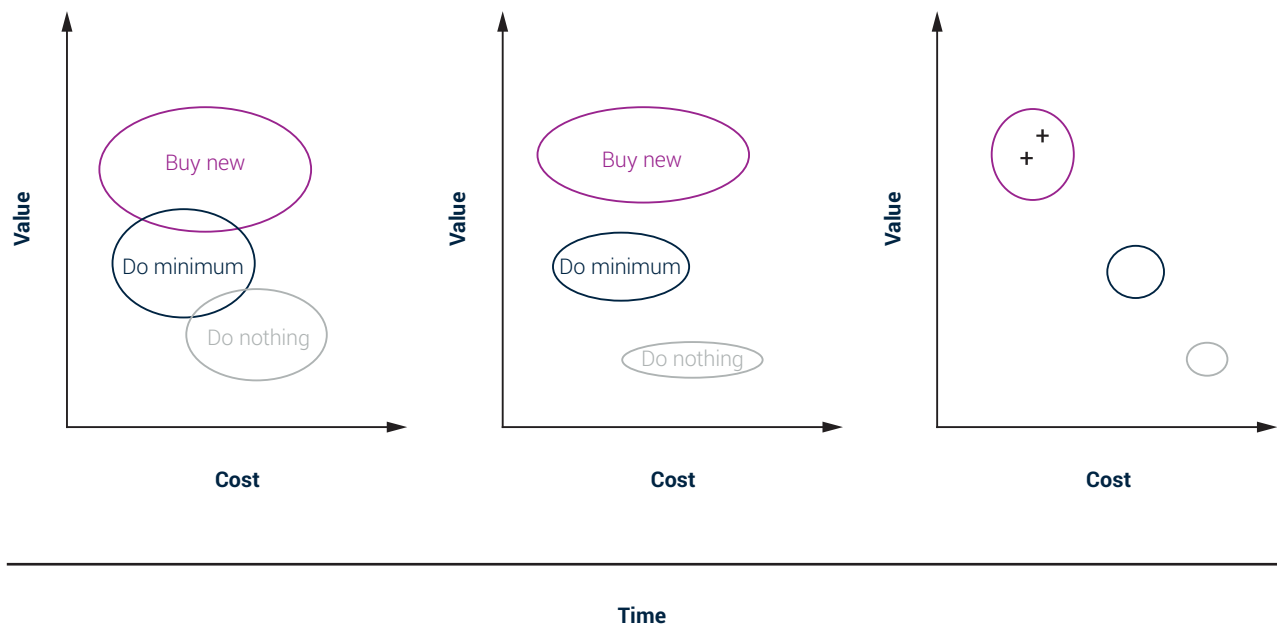 Value
Buy new
Do minimum
Do nothing
Cost
Value
Buy new
Do minimum
Do nothing
Cost
Value
+
+
Cost
Time